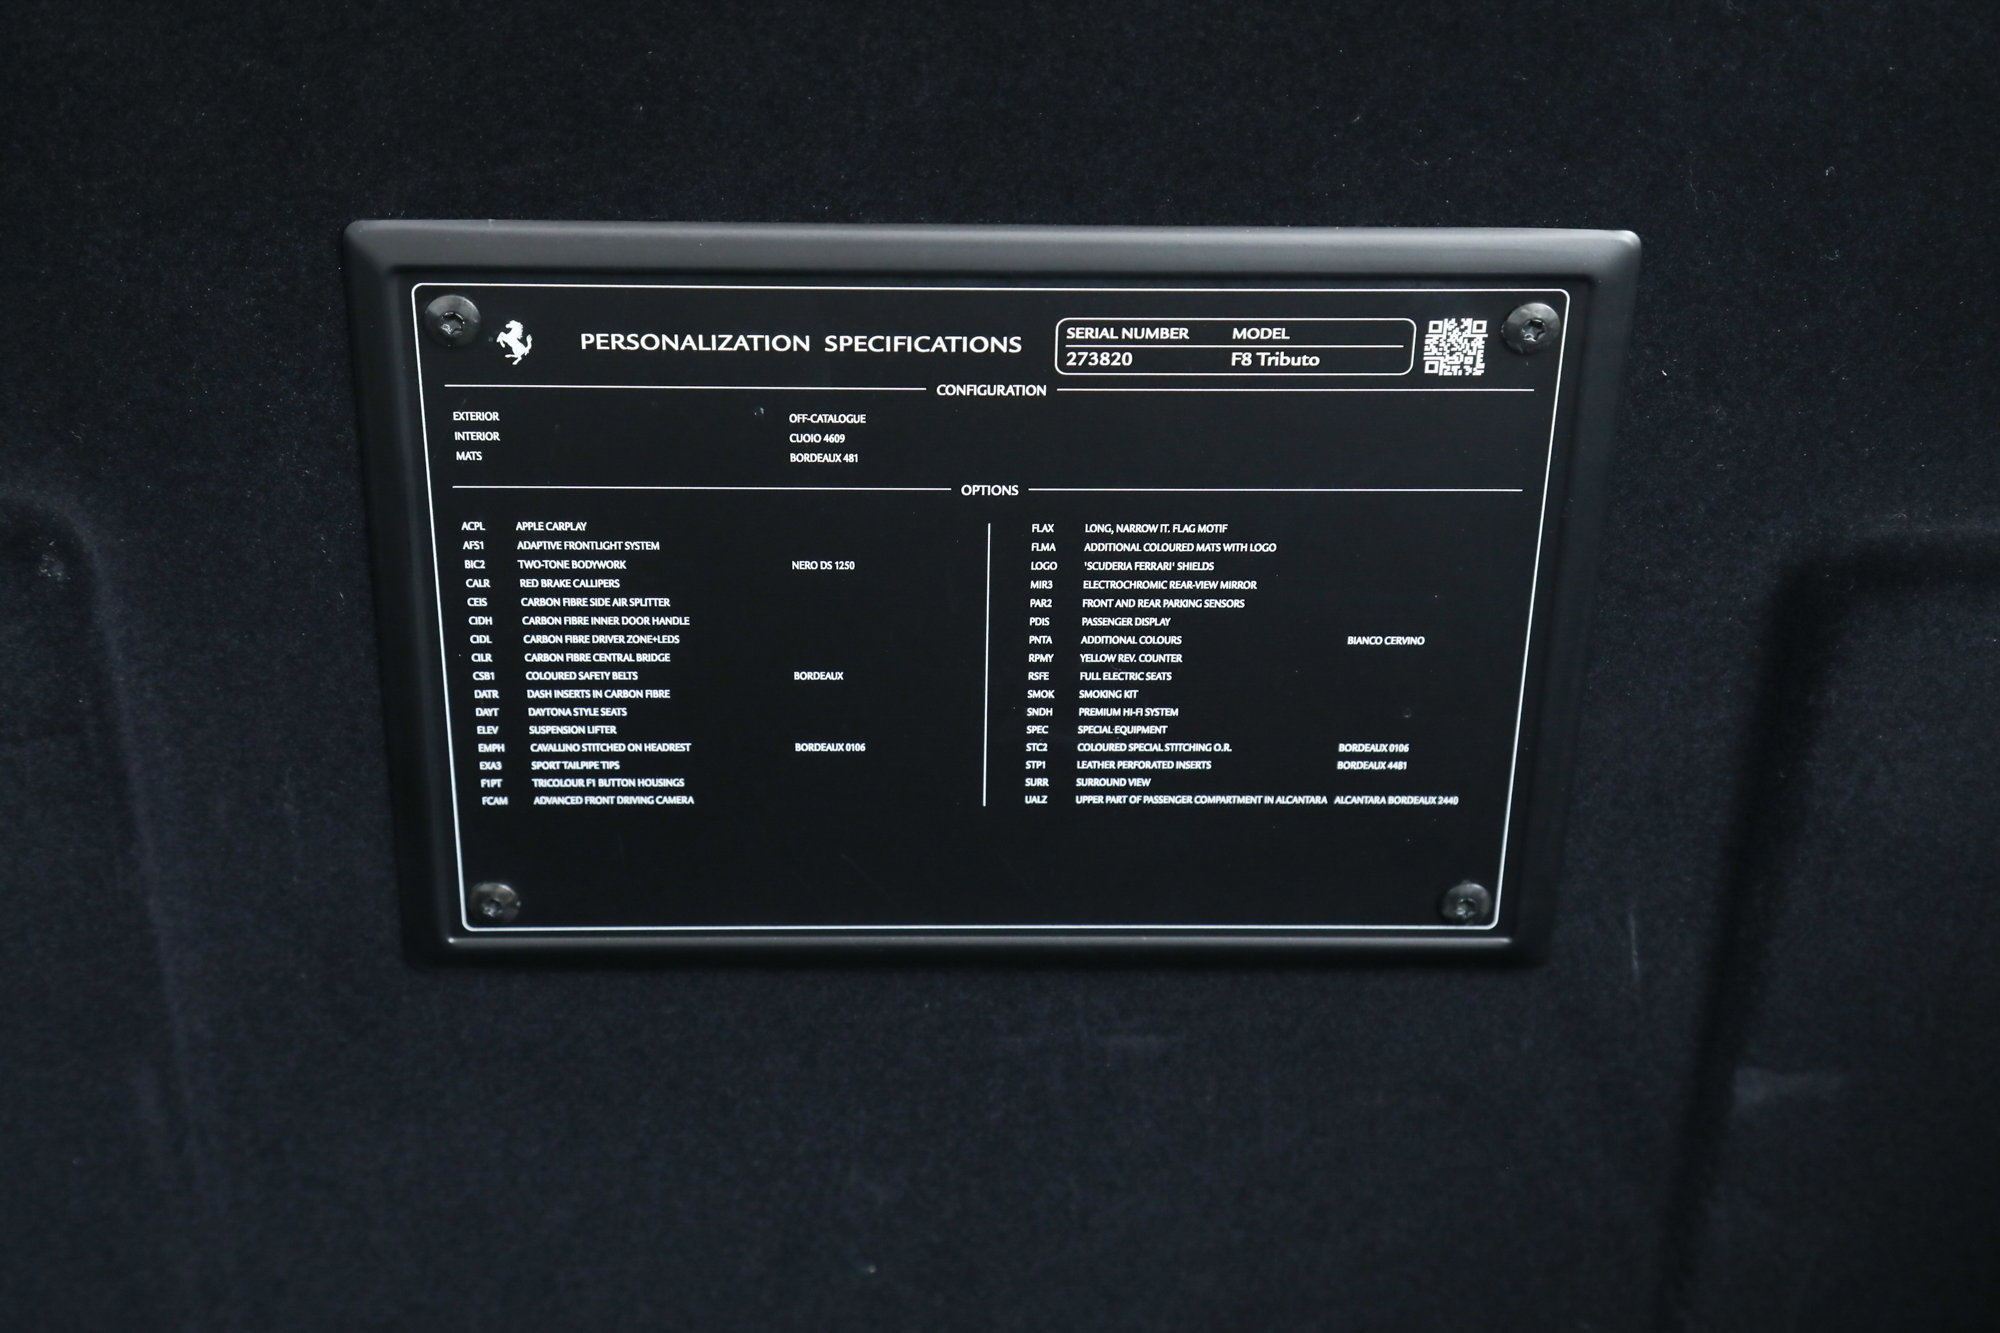 PERSONALIZATION SPECIFICATIONS
SERIAL NUMBER MODEL
273820 F8 Tributo
CONFIGURATION
EXTERIOR OFF-CATALOGUE
INTERIOR CUOIO 4609
MATS BORDEAUX 481
OPTIONS
ACPL APPLE CARPLAY
AFS1 ADAPTIVE FRONTLIGHT SYSTEM
BIC2 TWO-TONE BODYWORK NERO DS 1250
CALR RED BRAKE CALLIPERS
CEIS CARBON FIBRE SIDE AIR SPLITTER
CIDH CARBON FIBRE INNER DOOR HANDLE
CIDL CARBON FIBRE DRIVER ZONE+LEDS
CILR CARBON FIBRE CENTRAL BRIDGE
CSB1 COLOURED SAFETY BELTS BORDEAUX
DATR DASH INSERTS IN CARBON FIBRE
DAYT DAYTONA STYLE SEATS
ELEV SUSPENSION LIFTER
EMPH CAVALLINO STITCHED ON HEADREST BORDEAUX 0106
EXA3 SPORT TAILPIPE TIPS
F1PT TRICOLOUR F1 BUTTON HOUSINGS
FCAM ADVANCED FRONT DRIVING CAMERA
FLAX LONG, NARROW IT. FLAG MOTIF
FLMA ADDITIONAL COLOURED MATS WITH LOGO
LOGO 'SCUDERIA FERRARI' SHIELDS
MIR3 ELECTROCHROMIC REAR-VIEW MIRROR
PAR2 FRONT AND REAR PARKING SENSORS
PDIS PASSENGER DISPLAY
PNTA ADDITIONAL COLOURS BIANCO CERVINO
RPMY YELLOW REV. COUNTER
RSFE FULL ELECTRIC SEATS
SMOK SMOKING KIT
SNDH PREMIUM HI-FI SYSTEM
SPEC SPECIAL EQUIPMENT
STC2 COLOURED SPECIAL STITCHING O.R. BORDEAUX 0106
STP1 LEATHER PERFORATED INSERTS BORDEAUX 4481
SURR SURROUND VIEW
UALZ UPPER PART OF PASSENGER COMPARTMENT IN ALCANTARA ALCANTARA BORDEAUX 2440